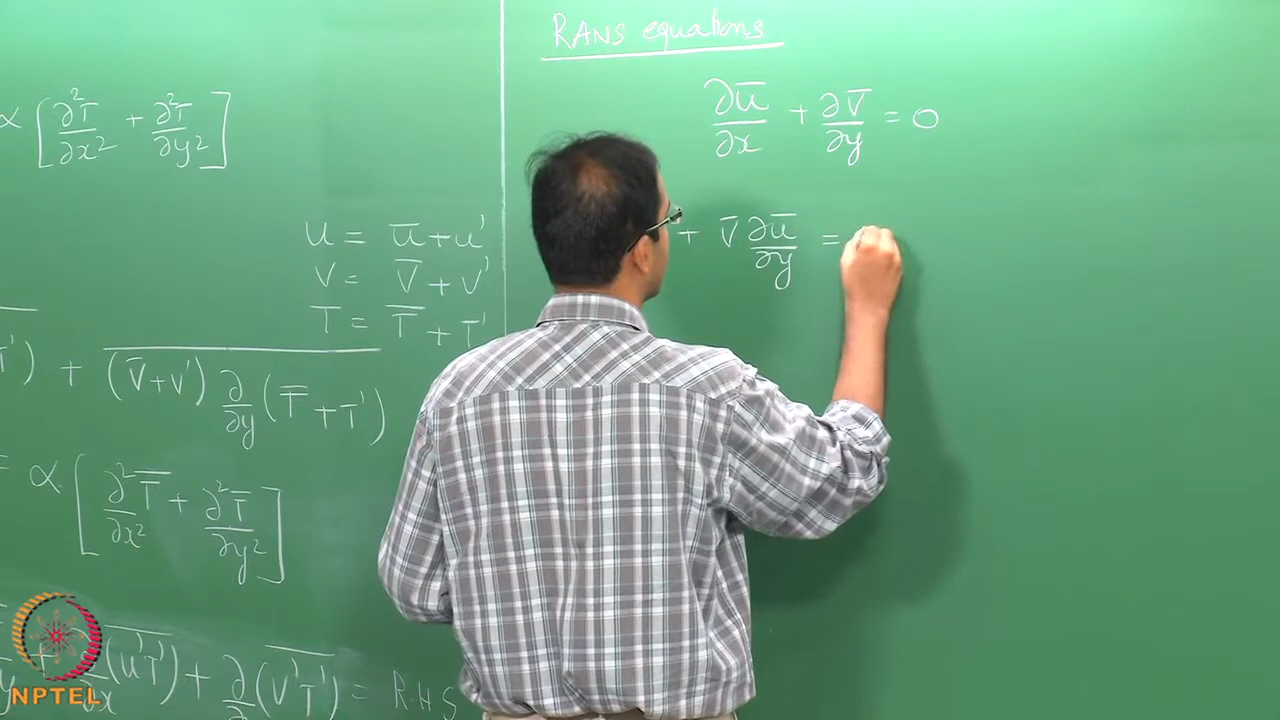 ∝ [∂²T/∂x² + ∂²T/∂y²]
u = u̅ + u'
v = v̅ + v'
T = T̅ + T'
T') + (v̅+v') ∂/∂y (T̅ + T')
= α [∂²T̅/∂x² + ∂²T̅/∂y²]
+ ∂/∂x (u'T') + ∂/∂y (v'T') = R.H.S
RANS equations
∂u̅/∂x + ∂v̅/∂y = 0
+ v̅ ∂u̅/∂y =
NPTEL